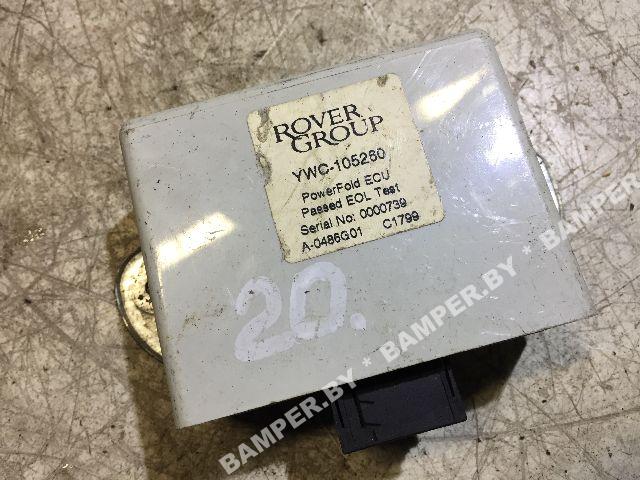 ROVER
GROUP
YWC-105260
PowerFold ECU
Passed EOL Test
Serial No: 0000739
A-0486G01 C1799
20.
BAMPER.BY * BAMPER.BY * BAMPER.BY